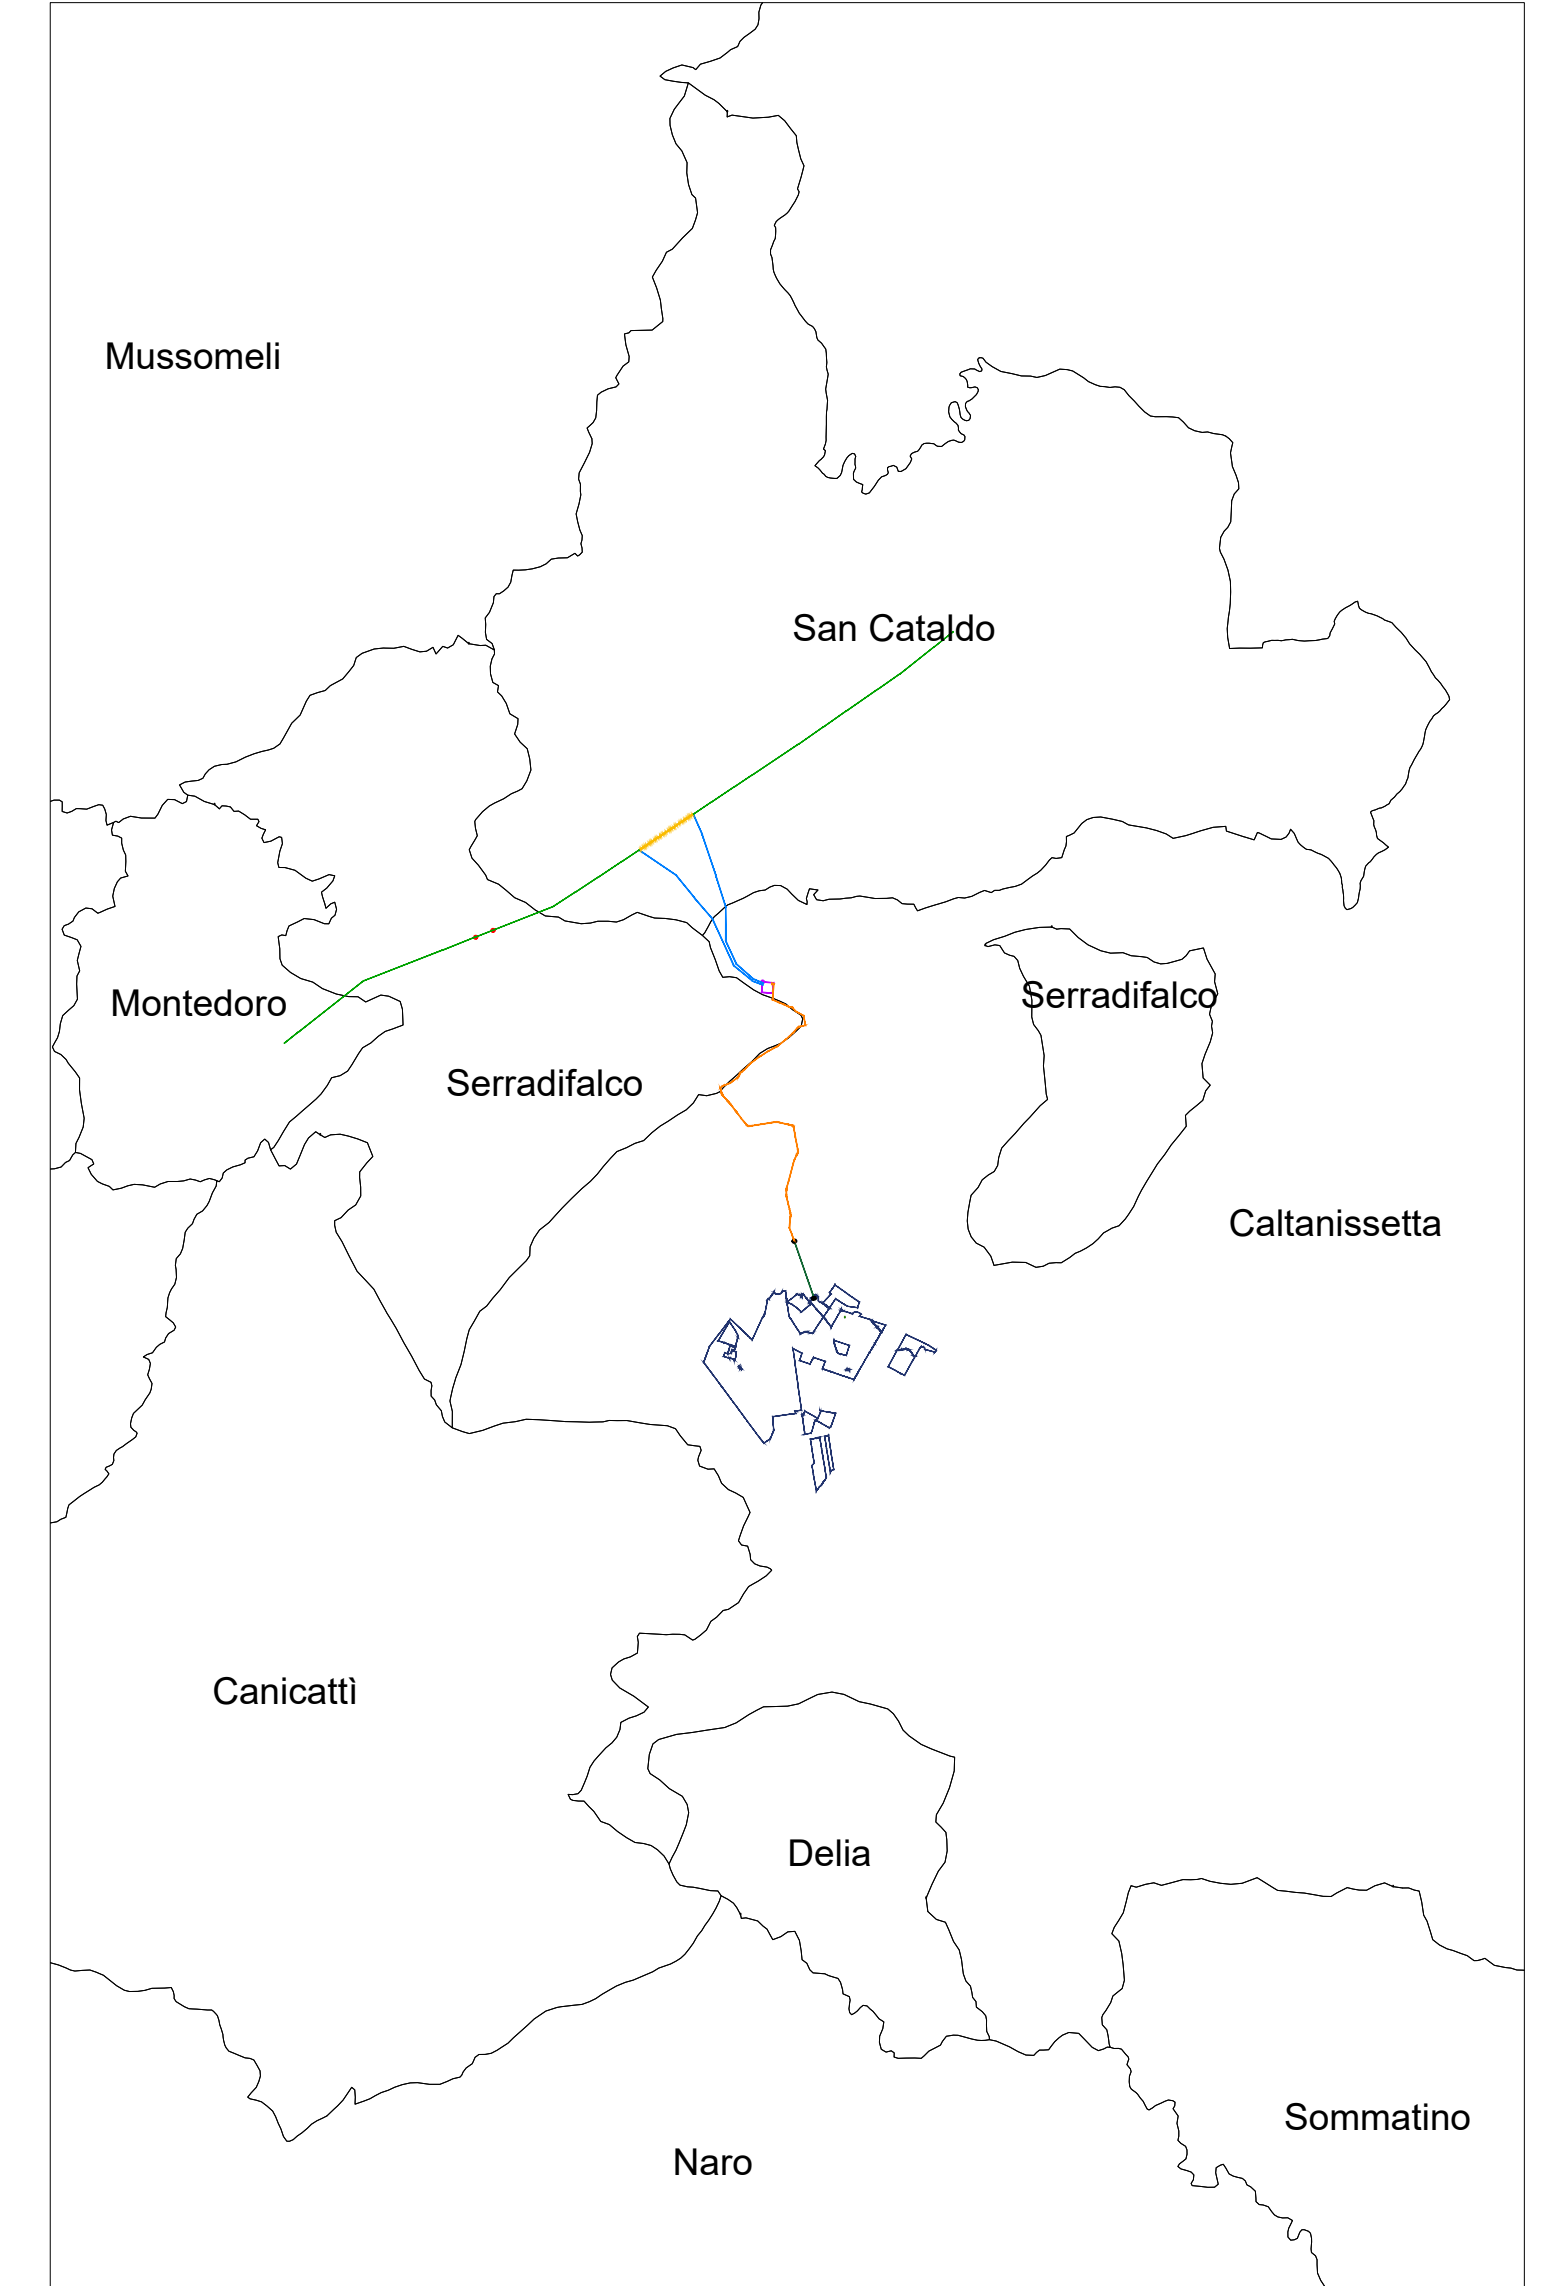 Mussomeli
San Cataldo
Serradifalco
Montedoro
Serradifalco
Caltanissetta
Canicattì
Delia
Sommatino
Naro